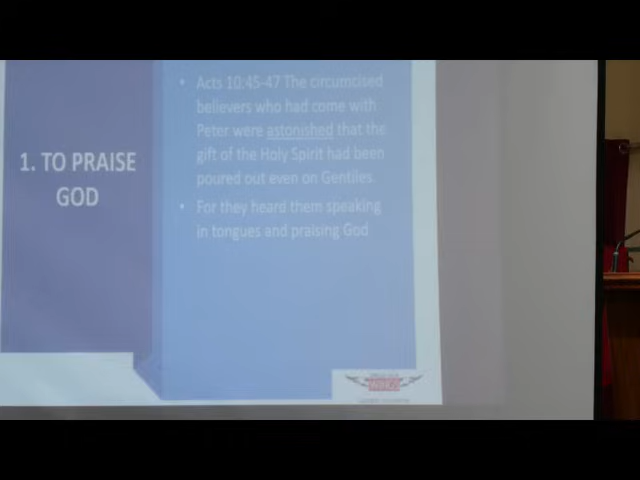 1. TO PRAISE
GOD
• Acts 10:45-47 The circumcised
believers who had come with
Peter were astonished that the
gift of the Holy Spirit had been
poured out even on Gentiles
• For they heard them speaking
in tongues and praising God